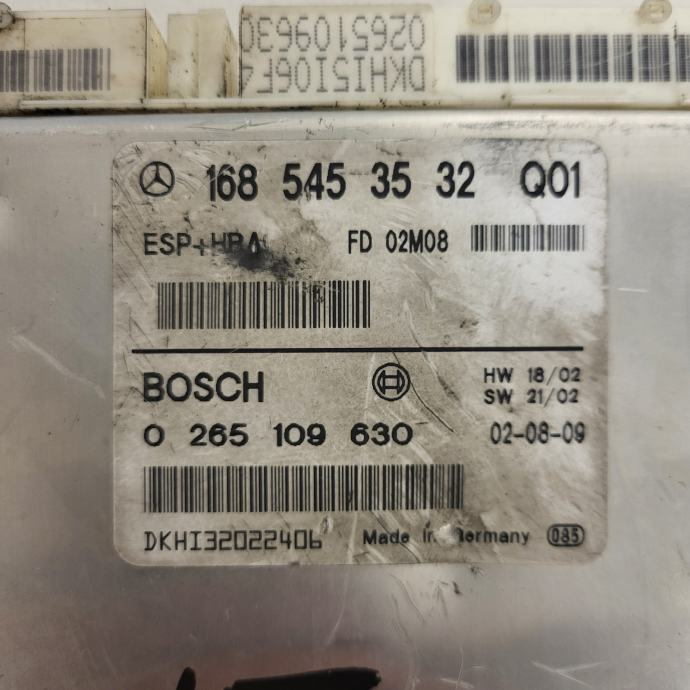 DKHI5106F4
0265109630
168 545 35 32 Q01
ESP+HBA FD 02M08
BOSCH HW 18/02
SW 21/02
0 265 109 630 02-08-09
DKHI32022406 Made in Germany 085